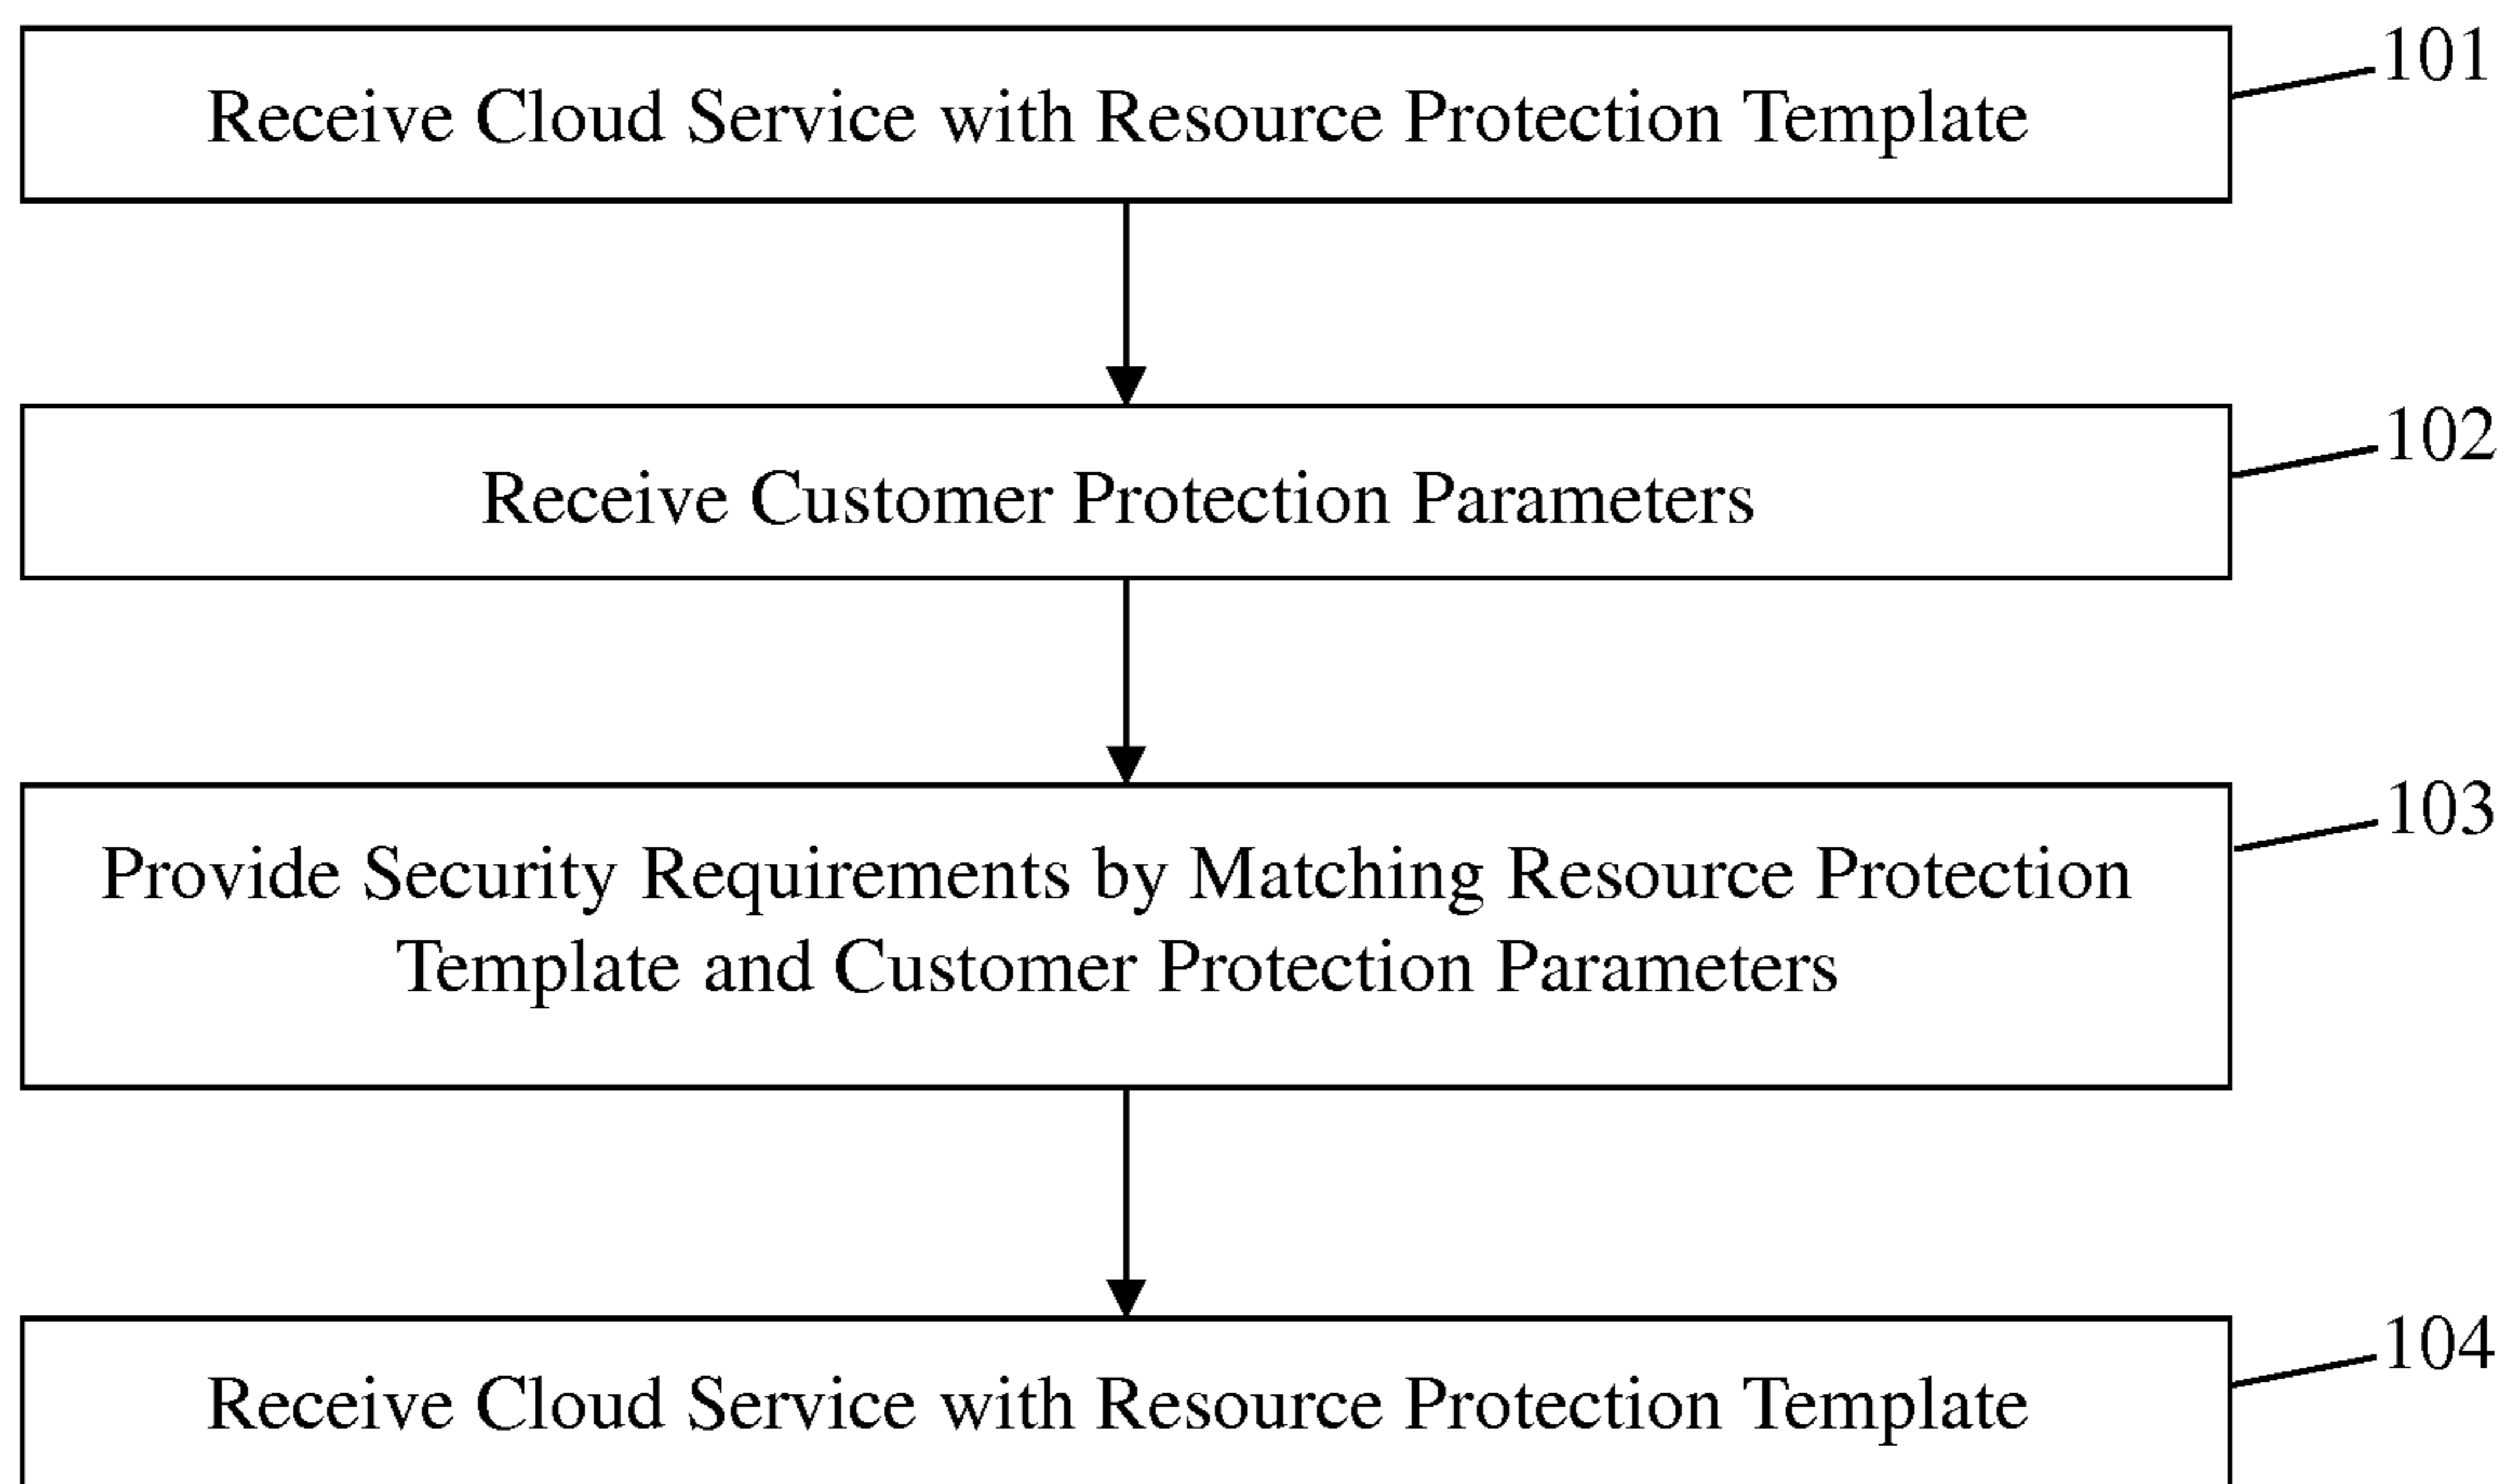 Receive Cloud Service with Resource Protection Template
101
Receive Customer Protection Parameters
102
Provide Security Requirements by Matching Resource Protection
Template and Customer Protection Parameters
103
Receive Cloud Service with Resource Protection Template
104